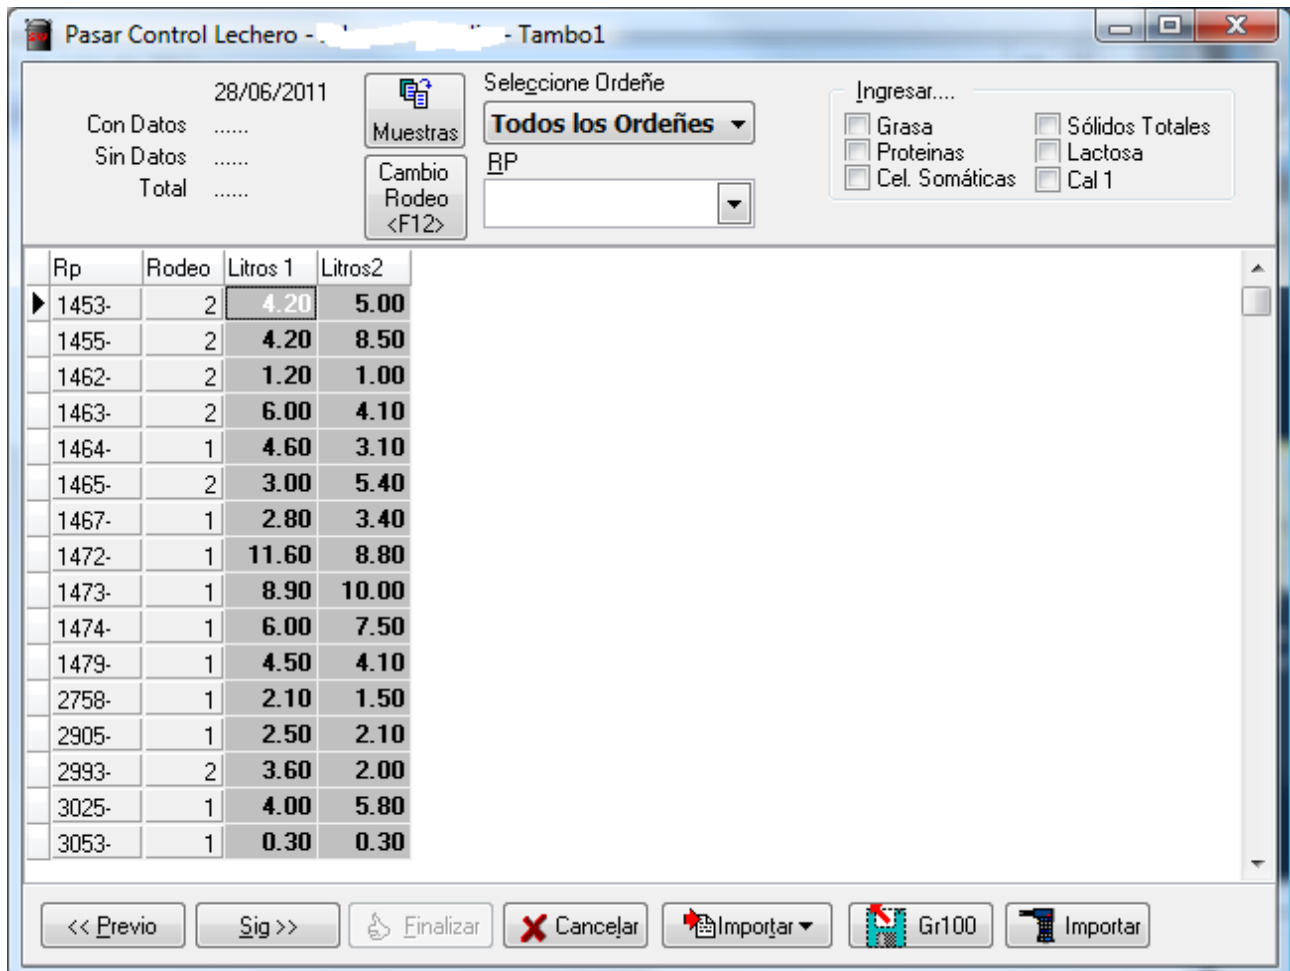 Pasar Control Lechero - - Tambo1
28/06/2011
Con Datos ......
Sin Datos ......
Total ......
Muestras
Cambio
Rodeo
<F12>
Seleccione Ordeñe
Todos los Ordeñes
RP
Ingresar....
Grasa Sólidos Totales
Proteinas Lactosa
Cel. Somáticas Cal 1
Rp Rodeo Litros 1 Litros2
1453- 2 4.20 5.00
1455- 2 4.20 8.50
1462- 2 1.20 1.00
1463- 2 6.00 4.10
1464- 1 4.60 3.10
1465- 2 3.00 5.40
1467- 1 2.80 3.40
1472- 1 11.60 8.80
1473- 1 8.90 10.00
1474- 1 6.00 7.50
1479- 1 4.50 4.10
2758- 1 2.10 1.50
2905- 1 2.50 2.10
2993- 2 3.60 2.00
3025- 1 4.00 5.80
3053- 1 0.30 0.30
<< Previo Sig >> Finalizar Cancelar Importar Gr100 Importar